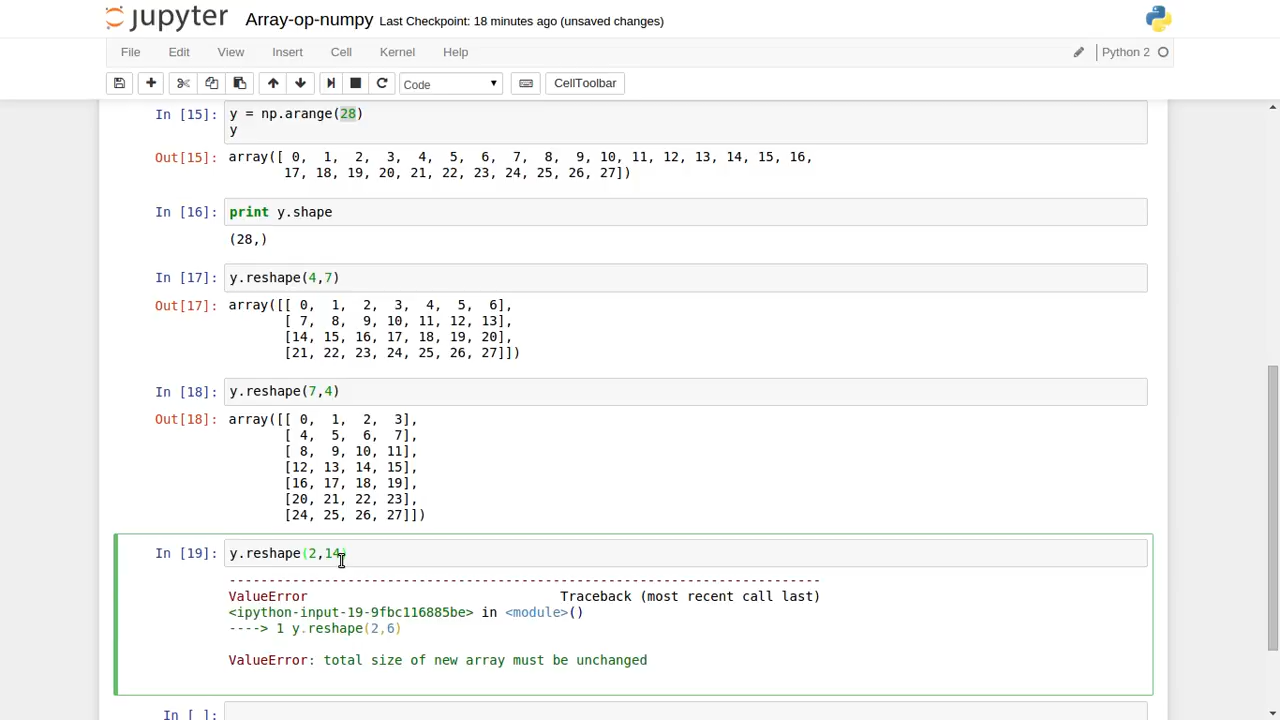 jupyter Array-op-numpy Last Checkpoint: 18 minutes ago (unsaved changes)
File Edit View Insert Cell Kernel Help Python 2
Code CellToolbar
In [15]: y = np.arange(28)
y
Out[15]: array([ 0,  1,  2,  3,  4,  5,  6,  7,  8,  9, 10, 11, 12, 13, 14, 15, 16,
17, 18, 19, 20, 21, 22, 23, 24, 25, 26, 27])
In [16]: print y.shape
(28,)
In [17]: y.reshape(4,7)
Out[17]: array([[ 0,  1,  2,  3,  4,  5,  6],
[ 7,  8,  9, 10, 11, 12, 13],
[14, 15, 16, 17, 18, 19, 20],
[21, 22, 23, 24, 25, 26, 27]])
In [18]: y.reshape(7,4)
Out[18]: array([[ 0,  1,  2,  3],
[ 4,  5,  6,  7],
[ 8,  9, 10, 11],
[12, 13, 14, 15],
[16, 17, 18, 19],
[20, 21, 22, 23],
[24, 25, 26, 27]])
In [19]: y.reshape(2,14)
---------------------------------------------------------------------------
ValueError                                Traceback (most recent call last)
<ipython-input-19-9fbc116885be> in <module>()
----> 1 y.reshape(2,6)
ValueError: total size of new array must be unchanged
In [ ]: